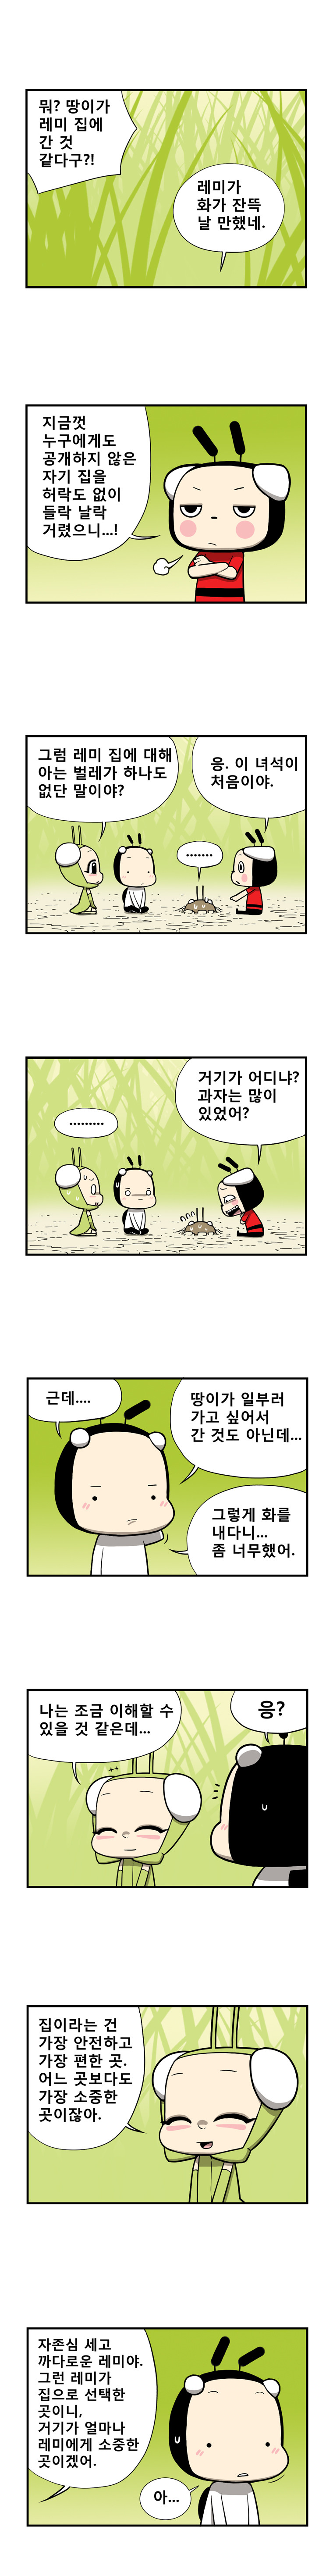 뭐? 땅이가
레미 집에
간 것
같다구?!
레미가
화가 잔뜩
날 만했네.
지금껏
누구에게도
공개하지 않은
자기 집을
허락도 없이
들락 날락
거렸으니...!
그럼 레미 집에 대해
아는 벌레가 하나도
없단 말이야?
응. 이 녀석이
처음이야.
.......
거기가 어디냐?
과자는 많이
있었어?
.........
근데....
땅이가 일부러
가고 싶어서
간 것도 아닌데...
그렇게 화를
내다니...
좀 너무했어.
나는 조금 이해할 수
있을 것 같은데...
응?
집이라는 건
가장 안전하고
가장 편한 곳.
어느 곳보다도
가장 소중한
곳이잖아.
자존심 세고
까다로운 레미야.
그런 레미가
집으로 선택한
곳이니,
거기가 얼마나
레미에게 소중한
곳이겠어.
아...